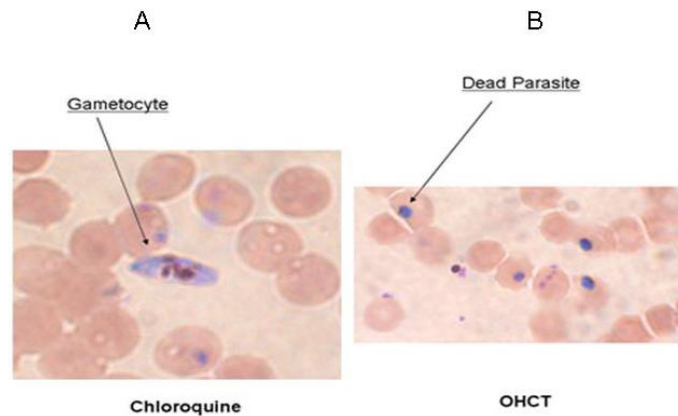 A
B
Gametocyte
Dead Parasite
Chloroquine
OHCT